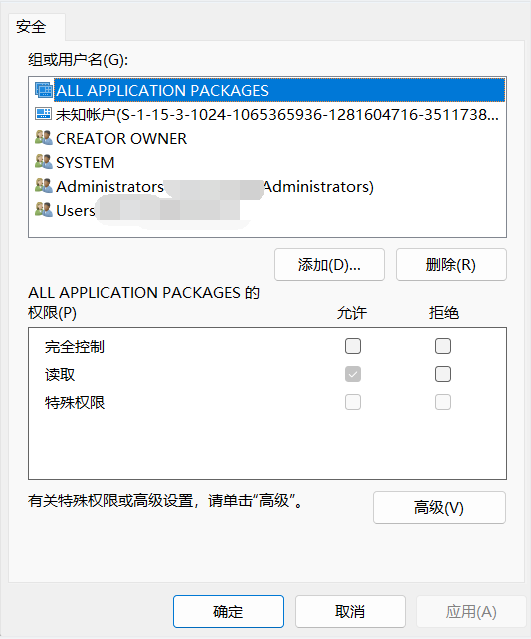 安全
组或用户名(G):
ALL APPLICATION PACKAGES
未知帐户(S-1-15-3-1024-1065365936-1281604716-3511738...
CREATOR OWNER
SYSTEM
Administrators Administrators)
Users
添加(D)... 删除(R)
ALL APPLICATION PACKAGES 的
权限(P) 允许 拒绝
完全控制
读取
特殊权限
有关特殊权限或高级设置，请单击“高级”。
高级(V)
确定 取消 应用(A)